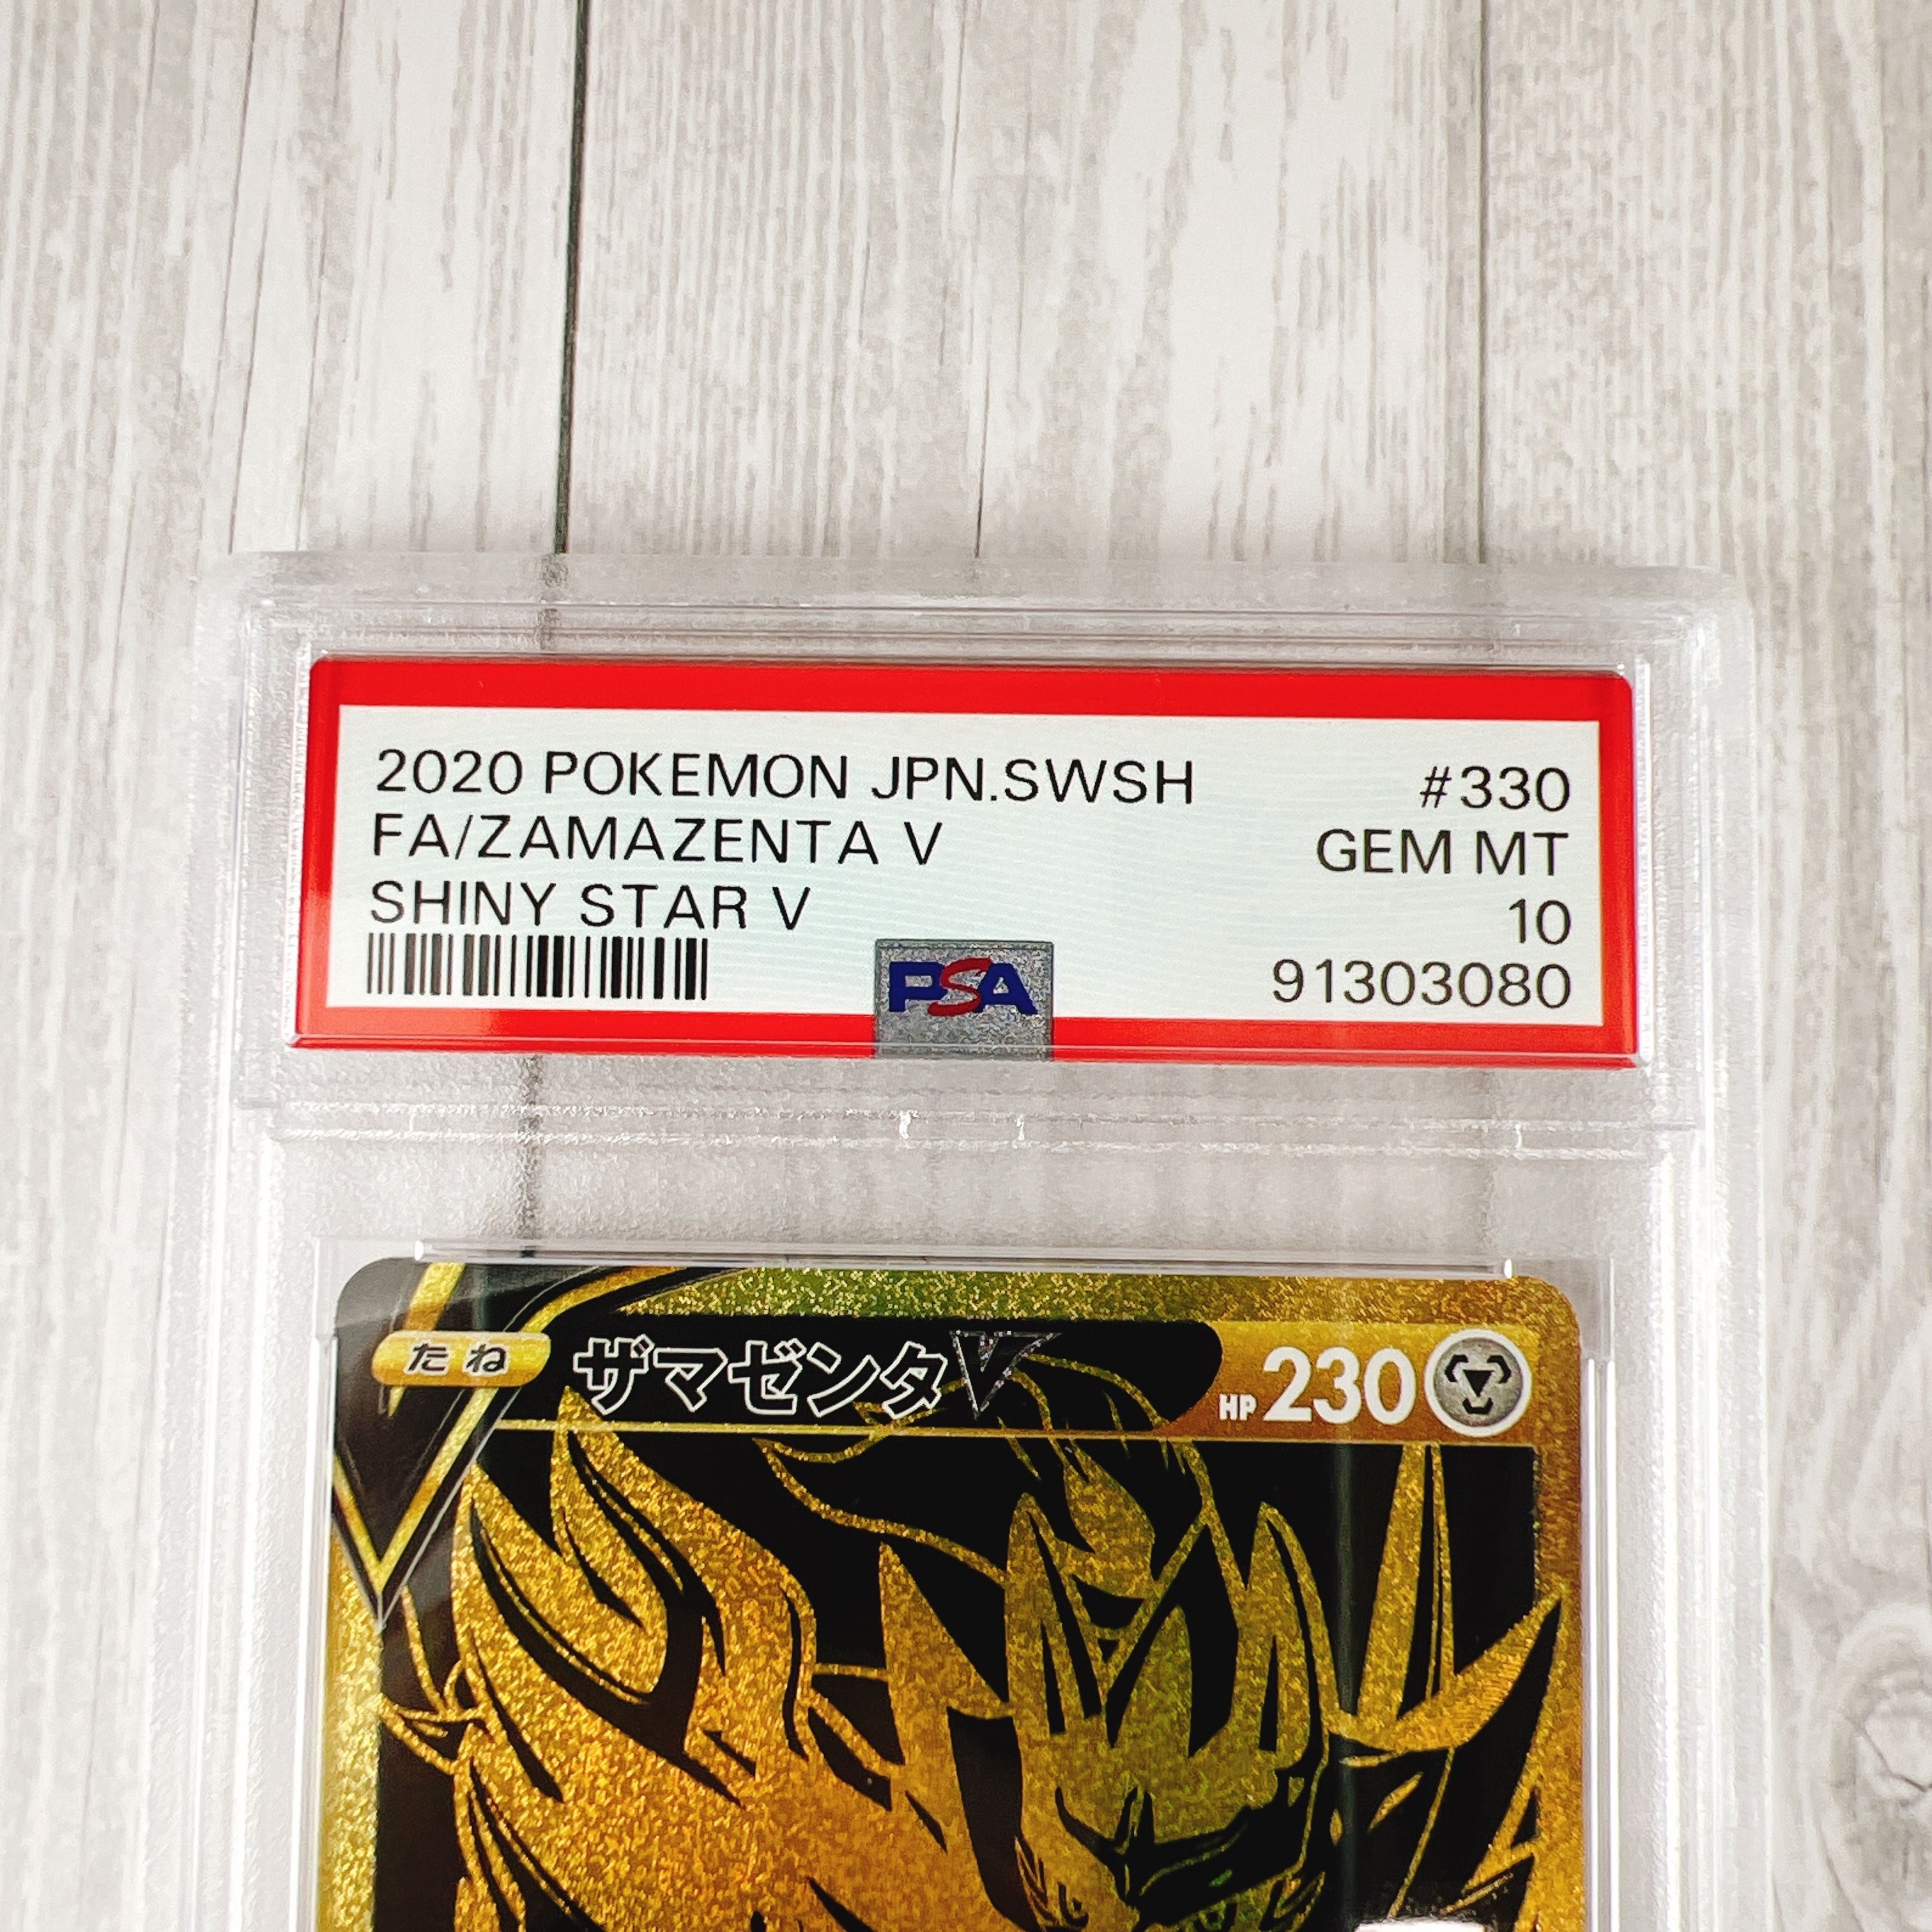 2020 POKEMON JPN.SWSH #330
FA/ZAMAZENTA V GEM MT
SHINY STAR V 10
PSA 91303080
たね ザマゼンタV HP 230